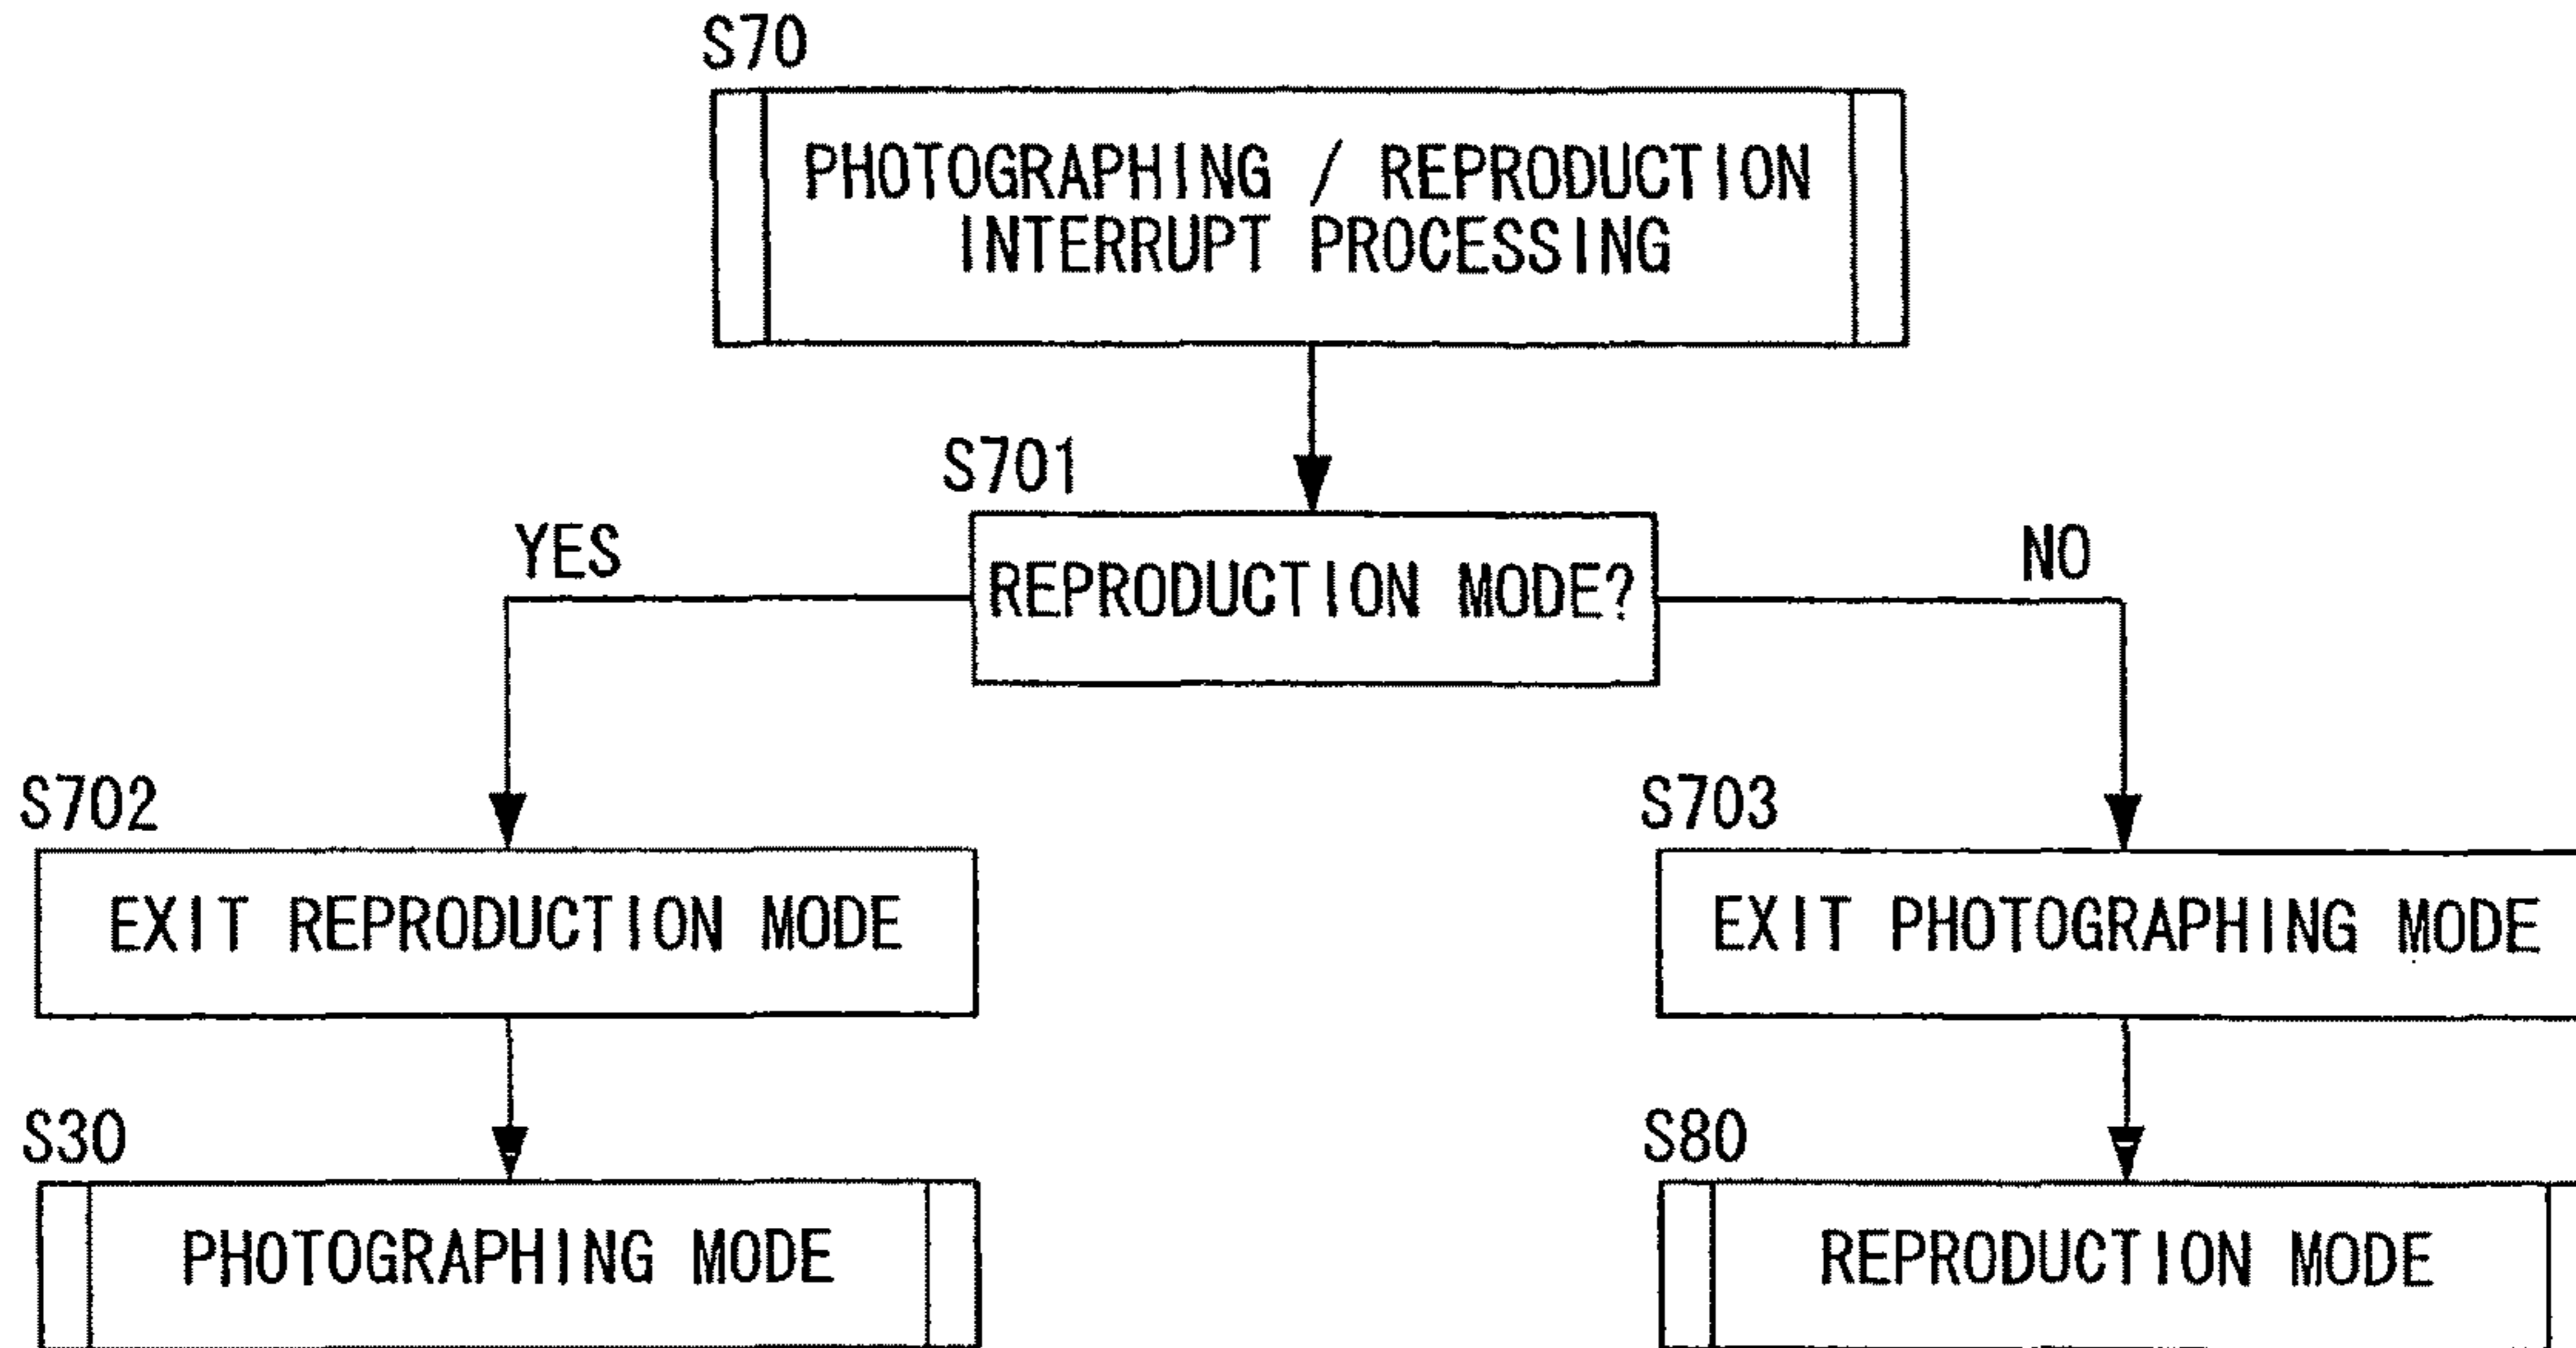 S70
PHOTOGRAPHING / REPRODUCTION
INTERRUPT PROCESSING
S701
REPRODUCTION MODE?
YES
NO
S702
EXIT REPRODUCTION MODE
S703
EXIT PHOTOGRAPHING MODE
S30
PHOTOGRAPHING MODE
S80
REPRODUCTION MODE